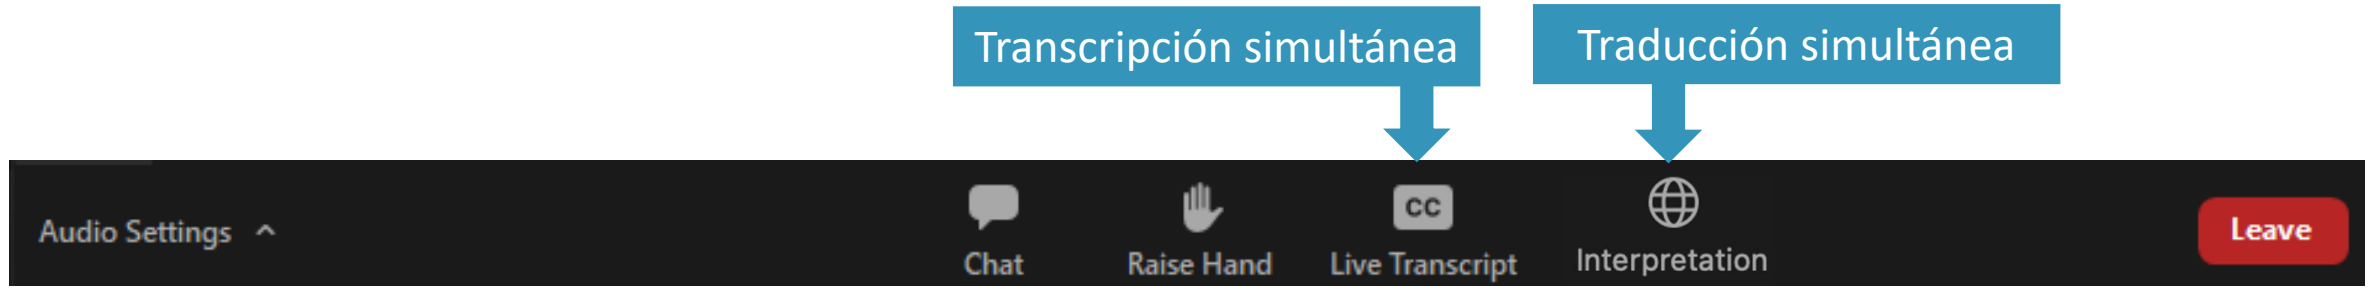 Transcripción simultánea
Traducción simultánea
Audio Settings
Chat
Raise Hand
CC
Live Transcript
Interpretation
Leave